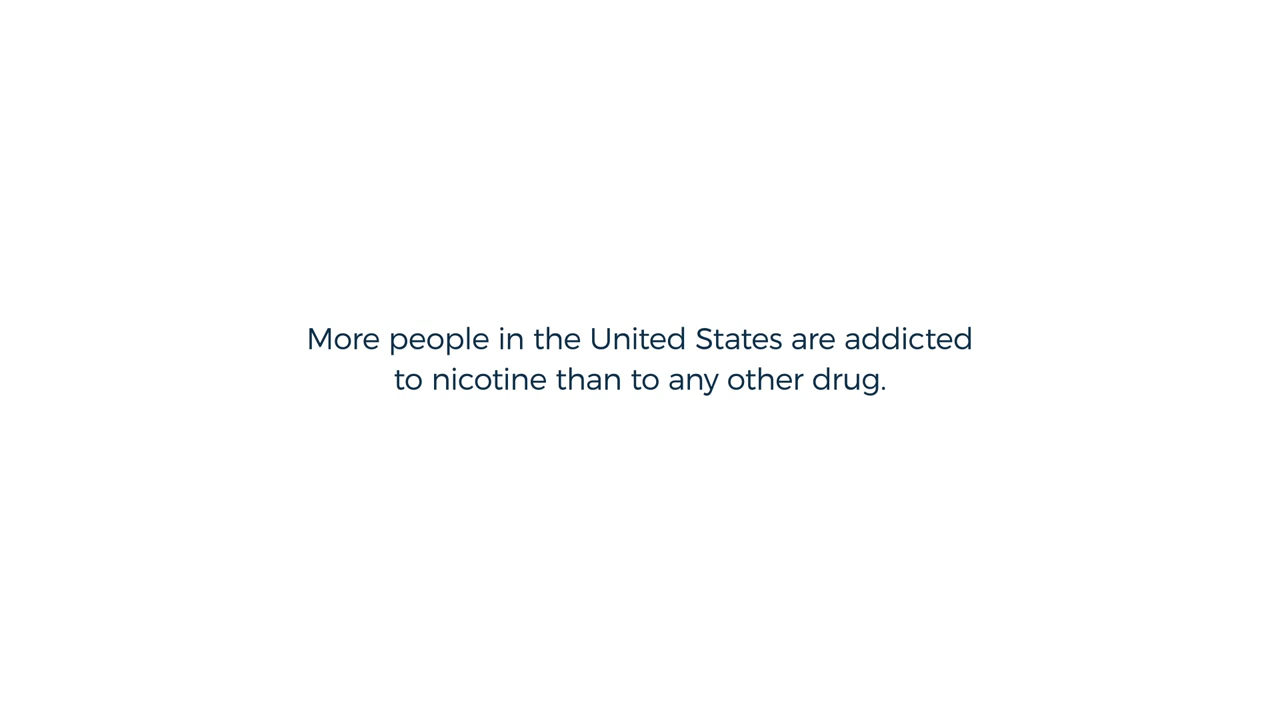 More people in the United States are addicted
to nicotine than to any other drug.